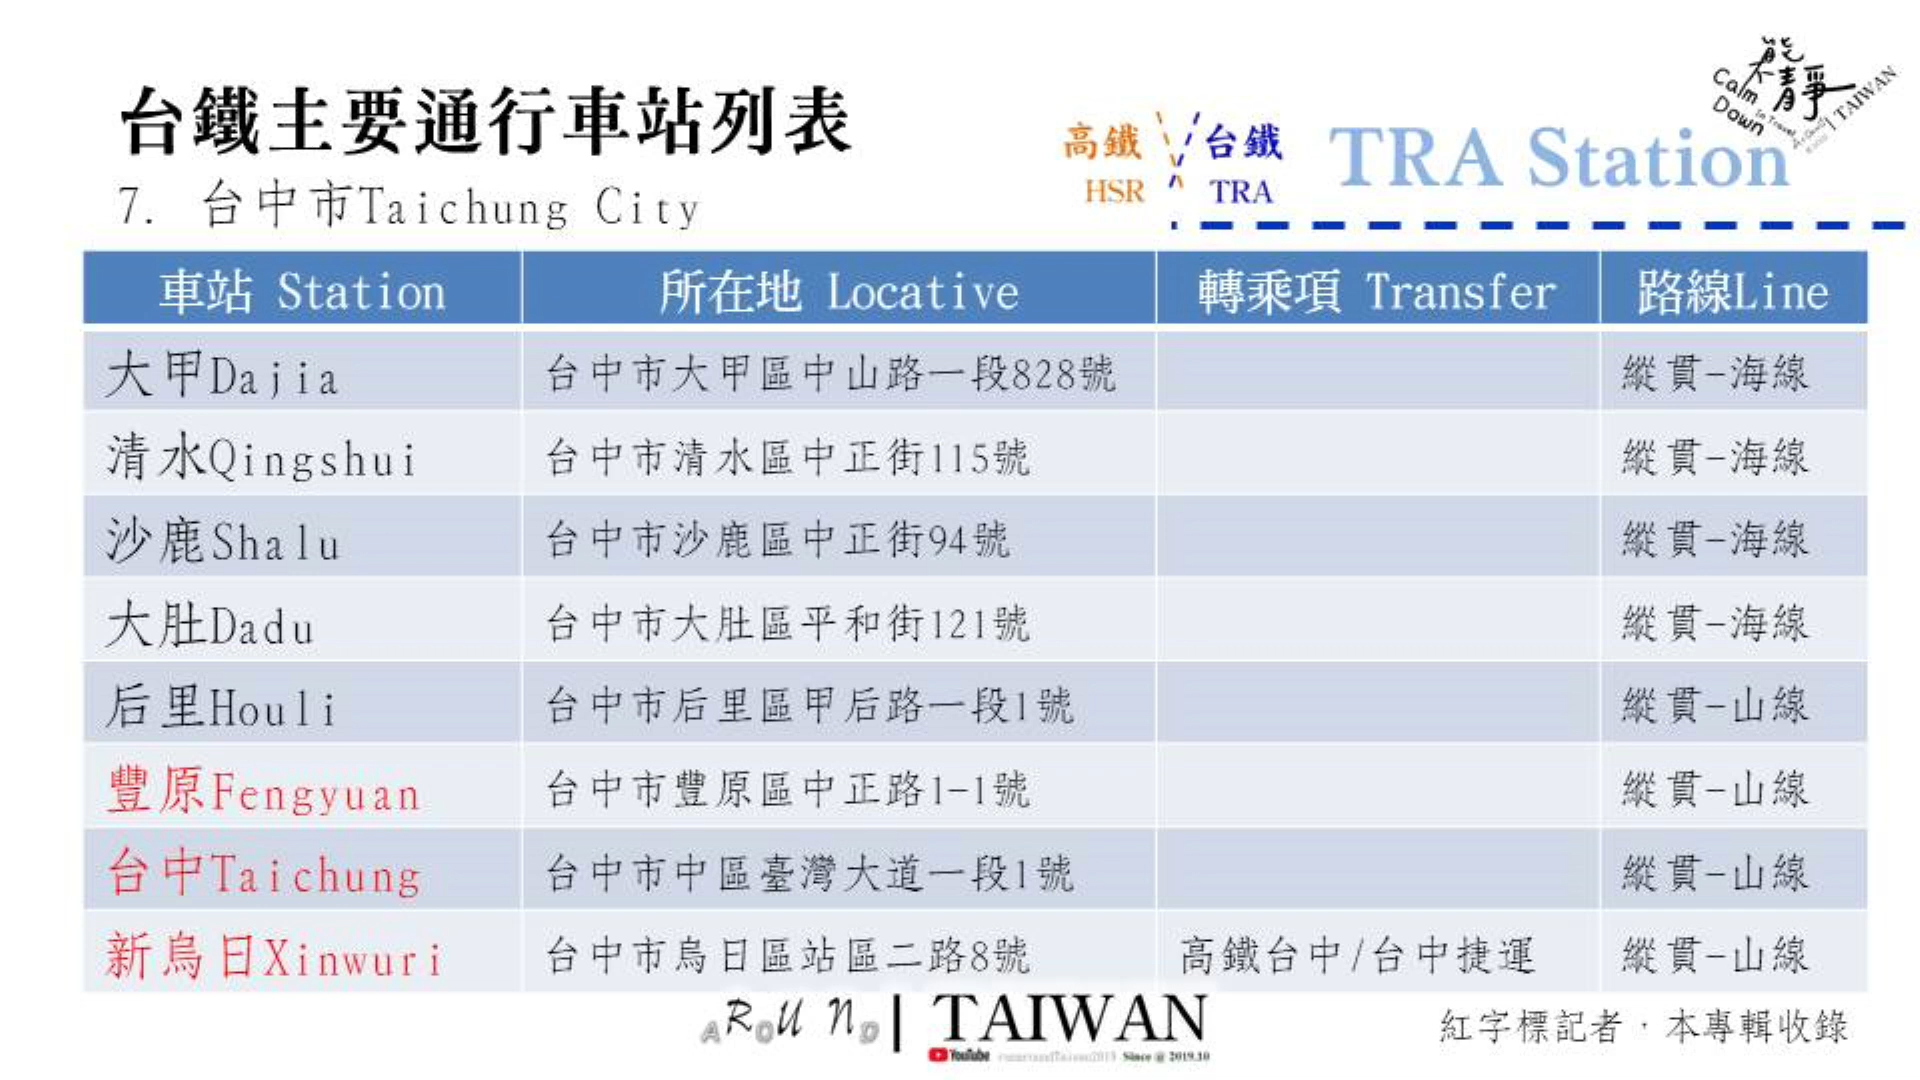 台鐵主要通行車站列表
7. 台中市Taichung City
高鐵 台鐵
HSR TRA
TRA Station
能
不靜
Calm
Down
In Travel
TAIWAN
車站 Station 所在地 Locative 轉乘項 Transfer 路線Line
大甲Dajia 台中市大甲區中山路一段828號 縱貫-海線
清水Qingshui 台中市清水區中正街115號 縱貫-海線
沙鹿Shalu 台中市沙鹿區中正街94號 縱貫-海線
大肚Dadu 台中市大肚區平和街121號 縱貫-海線
后里Houli 台中市后里區甲后路一段1號 縱貫-山線
豐原Fengyuan 台中市豐原區中正路1-1號 縱貫-山線
台中Taichung 台中市中區臺灣大道一段1號 縱貫-山線
新烏日Xinwuri 台中市烏日區站區二路8號 高鐵台中/台中捷運 縱貫-山線
AROUND | TAIWAN
YouTube Since @ 2019.10
紅字標記者，本專輯收錄